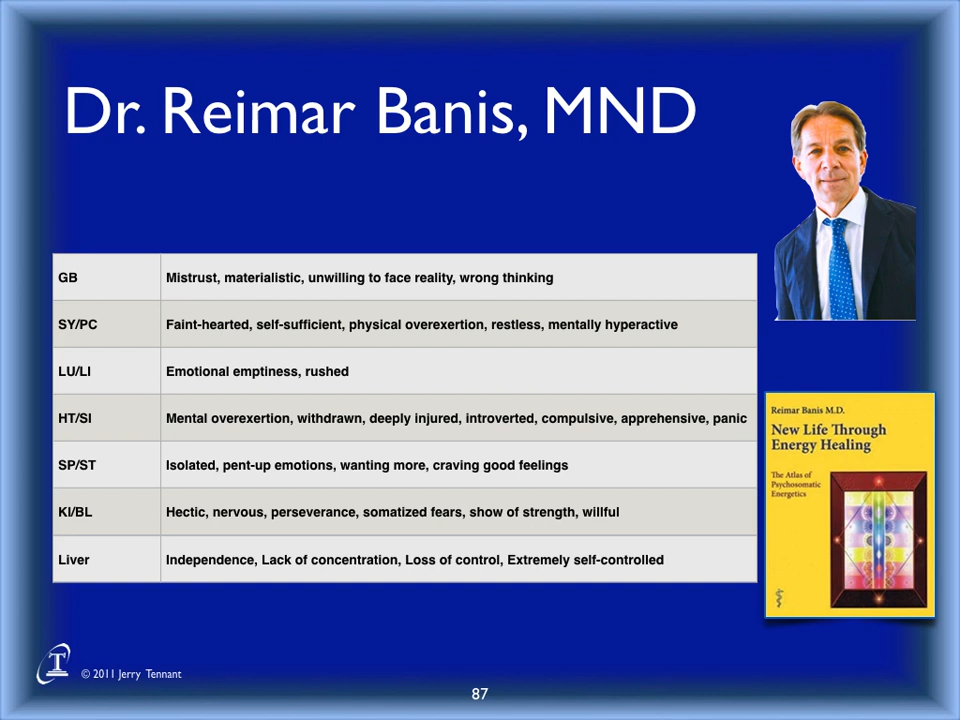 Dr. Reimar Banis, MND
GB Mistrust, materialistic, unwilling to face reality, wrong thinking
SY/PC Faint-hearted, self-sufficient, physical overexertion, restless, mentally hyperactive
LU/LI Emotional emptiness, rushed
HT/SI Mental overexertion, withdrawn, deeply injured, introverted, compulsive, apprehensive, panic
SP/ST Isolated, pent-up emotions, wanting more, craving good feelings
KI/BL Hectic, nervous, perseverance, somatized fears, show of strength, willful
Liver Independence, Lack of concentration, Loss of control, Extremely self-controlled
Reimar Banis M.D.
New Life Through
Energy Healing
The Atlas of
Psychosomatic
Energetics
T
© 2011 Jerry Tennant
87